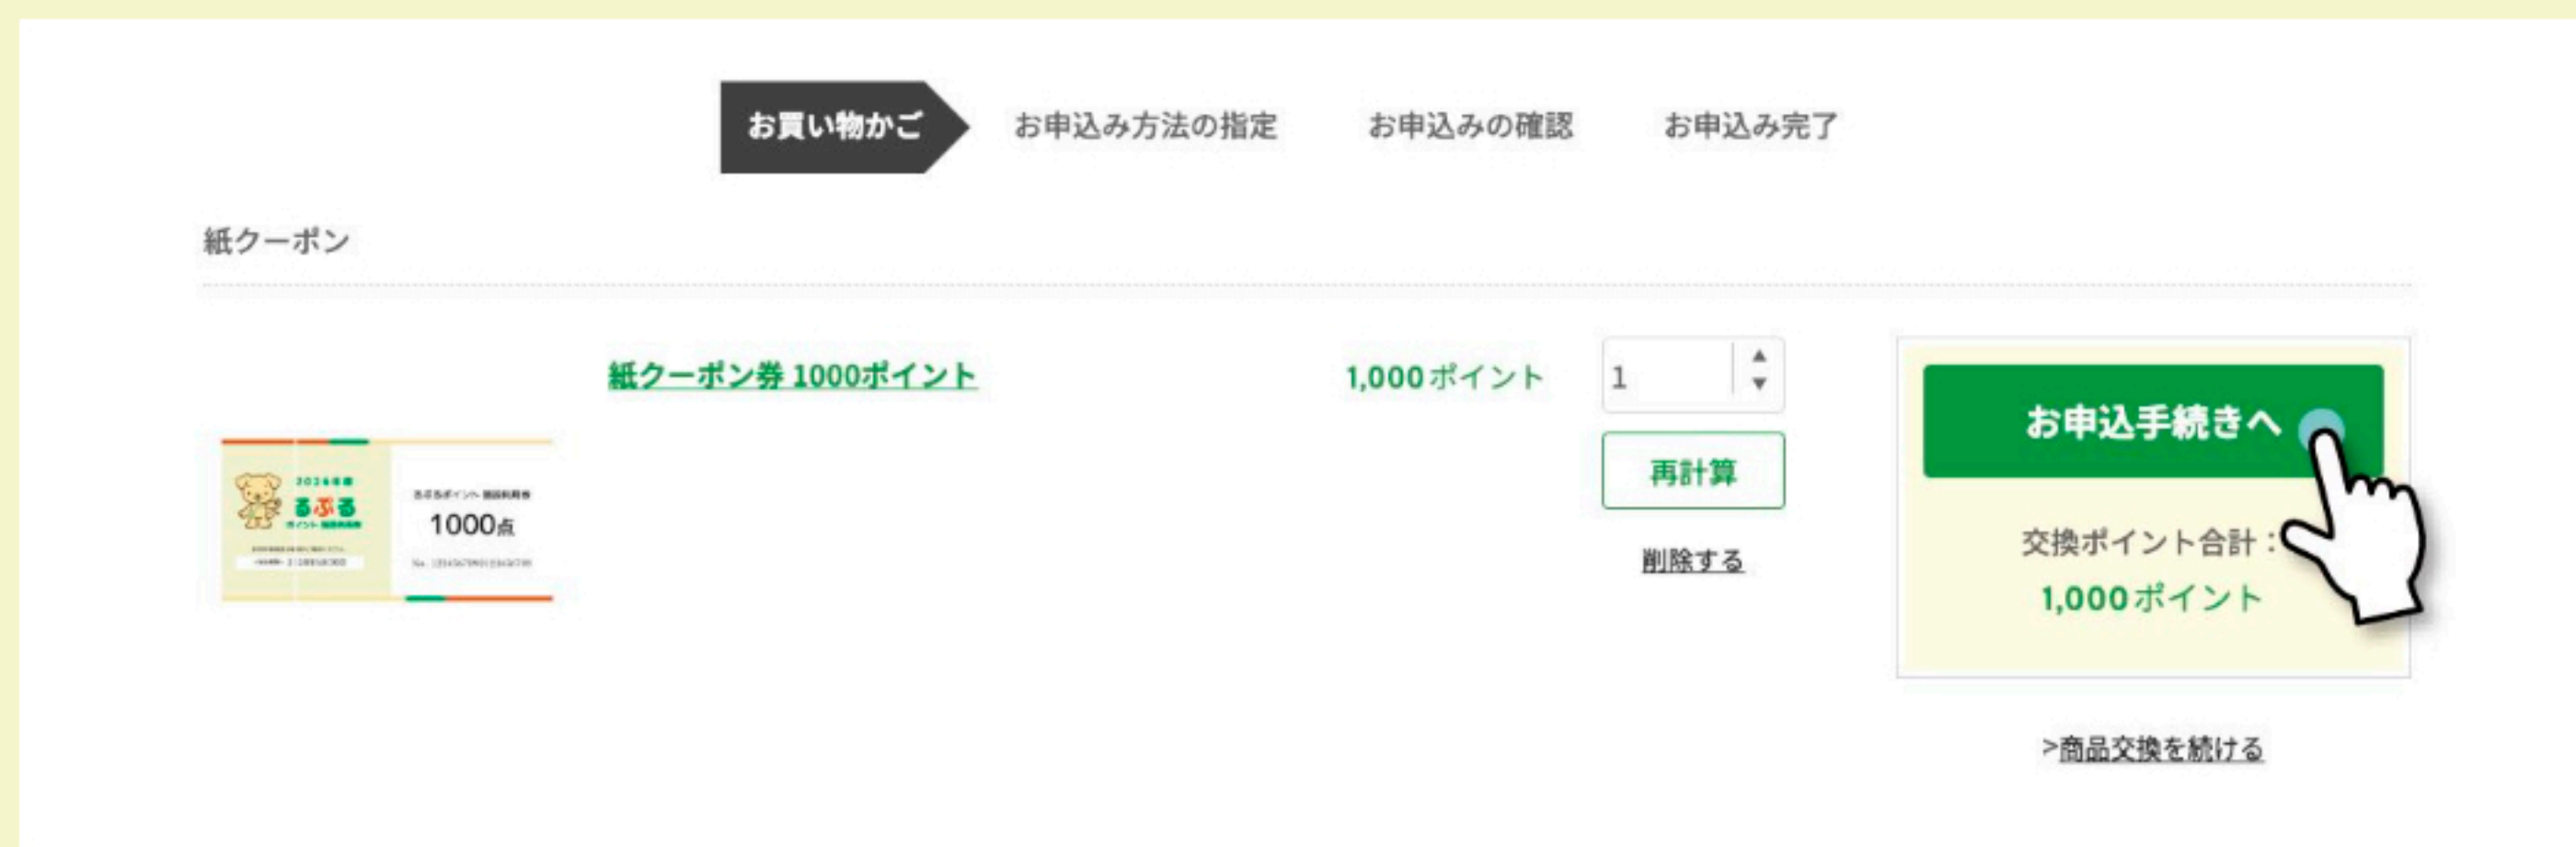 お買い物かご
お申込み方法の指定
お申込みの確認
お申込み完了
紙クーポン
紙クーポン券 1000ポイント
1,000ポイント
1
再計算
削除する
るぷる
1000点
お申込手続きへ
交換ポイント合計：
1,000ポイント
>商品交換を続ける